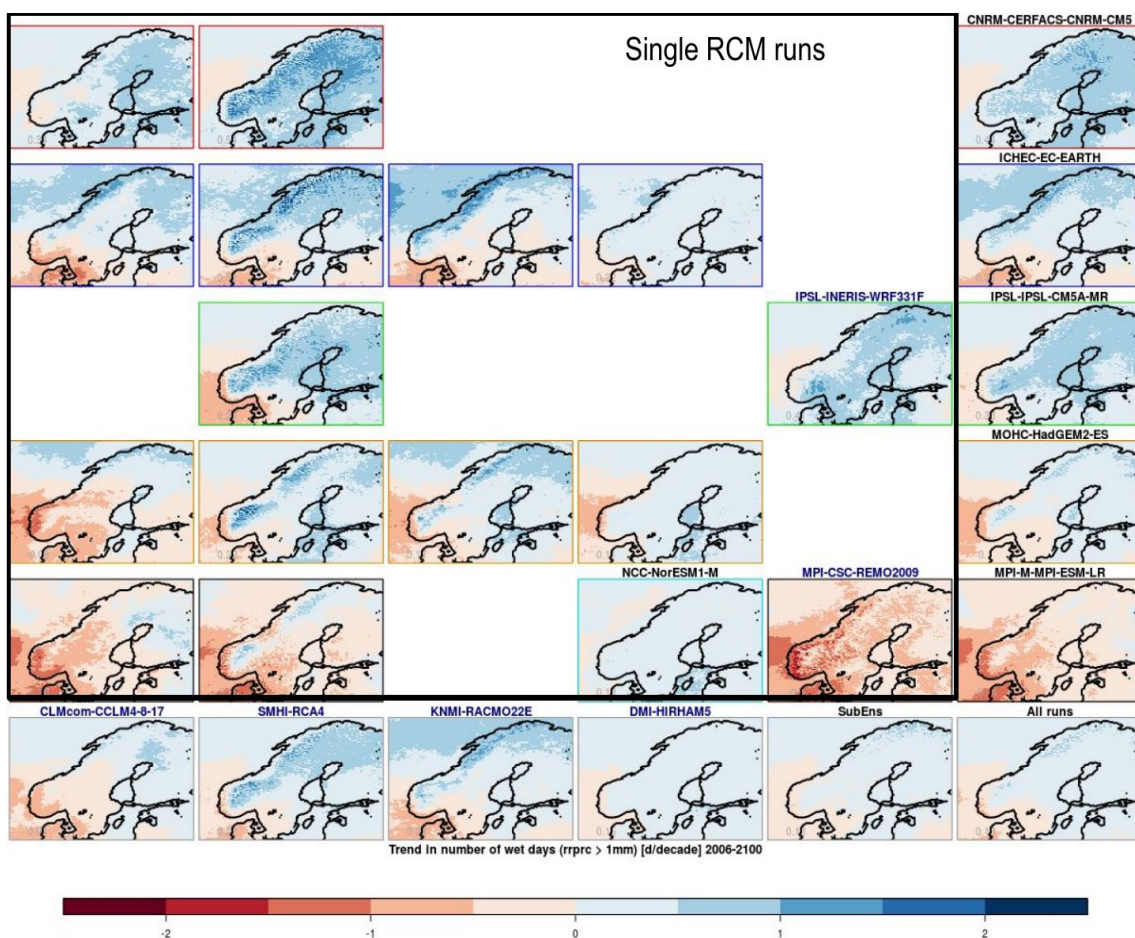 CNRM-CERFACS-CNRM-CM5
Single RCM runs
ICHEC-EC-EARTH
IPSL-INERIS-WRF331F
IPSL-IPSL-CM5A-MR
MOHC-HadGEM2-ES
NCC-NorESM1-M
MPI-CSC-REMO2009
MPI-M-MPI-ESM-LR
CLMcom-CCLM4-8-17
SMHI-RCA4
KNMI-RACMO22E
DMI-HIRHAM5
SubEns
All runs
Trend in number of wet days (rrprc > 1mm) [d/decade] 2006-2100
-2
-1
0
1
2